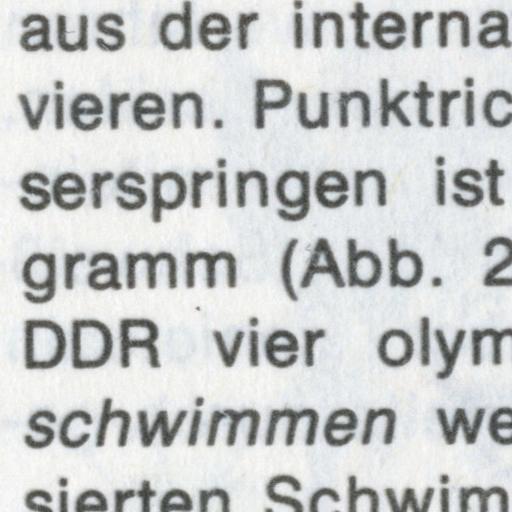 aus der interna
vieren. Punktric
serspringen ist
gramm (Abb. 2
DDR vier olym
schwimmen we
sierten Schwim